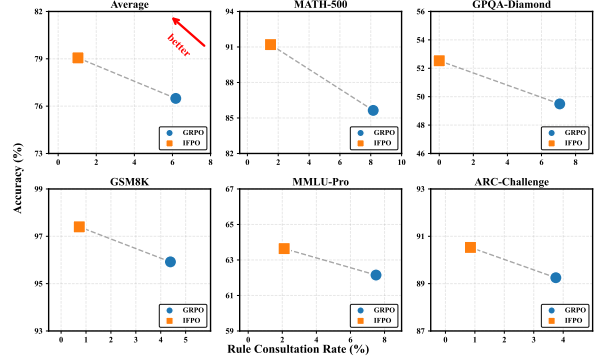 Average
MATH-500
GPQA-Diamond
82
79
76
73
better
GRPO
IFPO
0 2 4 6 8
94
91
88
85
82
GRPO
IFPO
0 2 4 6 8 10
56
54
52
50
48
46
GRPO
IFPO
0 2 4 6 8
Accuracy (%)
GSM8K
MMLU-Pro
ARC-Challenge
99
97
95
93
GRPO
IFPO
0 1 2 3 4 5
67
65
63
61
59
GRPO
IFPO
0 2 4 6 8
93
91
89
87
GRPO
IFPO
0 1 2 3 4
Rule Consultation Rate (%)